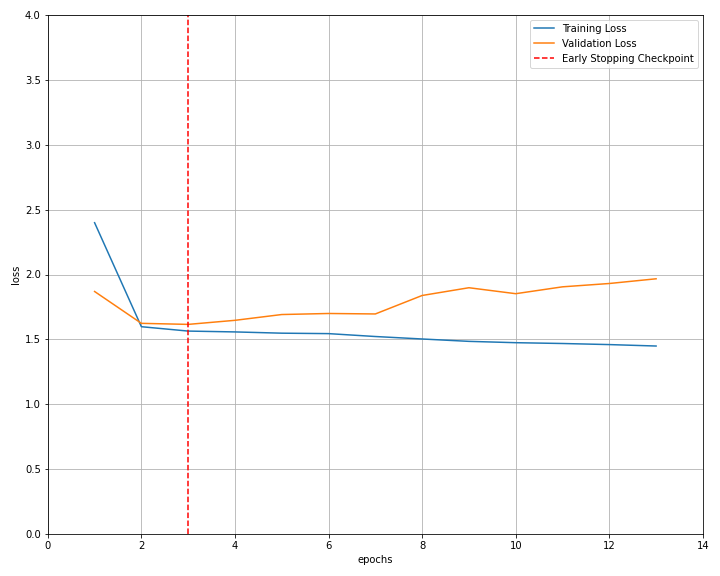 4.0
3.5
3.0
2.5
2.0
1.5
1.0
0.5
0.0
loss
Training Loss
Validation Loss
Early Stopping Checkpoint
0 2 4 6 8 10 12 14
epochs